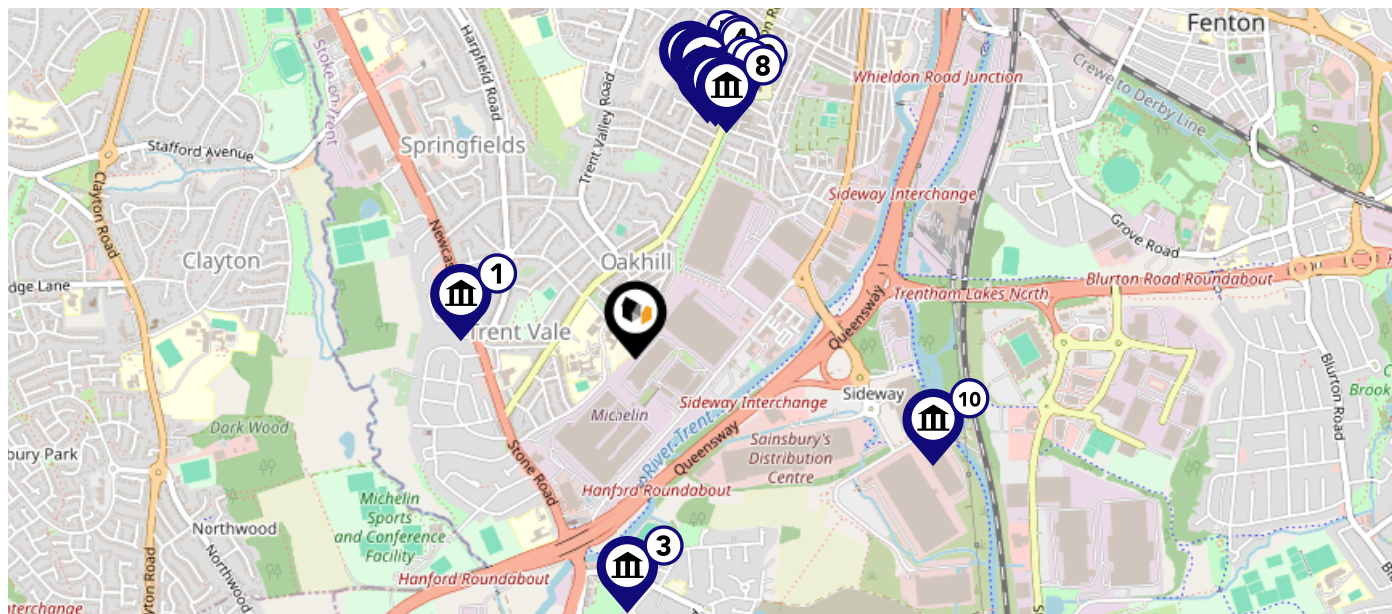 Fenton
Stoke-on-Trent
Harpfield Road
Trent Valley Road
Whieldon Road Junction
Crewe to Derby Line
Stafford Avenue
Springfields
Clayton Road
4
8
Sideway Interchange
Grove Road
Clayton
Oakhill
1
dge Lane
Trentham Lakes North
Blurton Road Roundabout
Queensway
Trent Vale
Blurton Road
Brook
Sideway
10
Michelin
Sideway Interchange
River Trent
Queensway
Dark Wood
bury Park
Stone Road
Sainsbury's
Distribution
Centre
Hanford Roundabout
Michelin
Sports
and Conference
Facility
Northwood
Northwood
3
Hanford Roundabout
yton Road
terchange